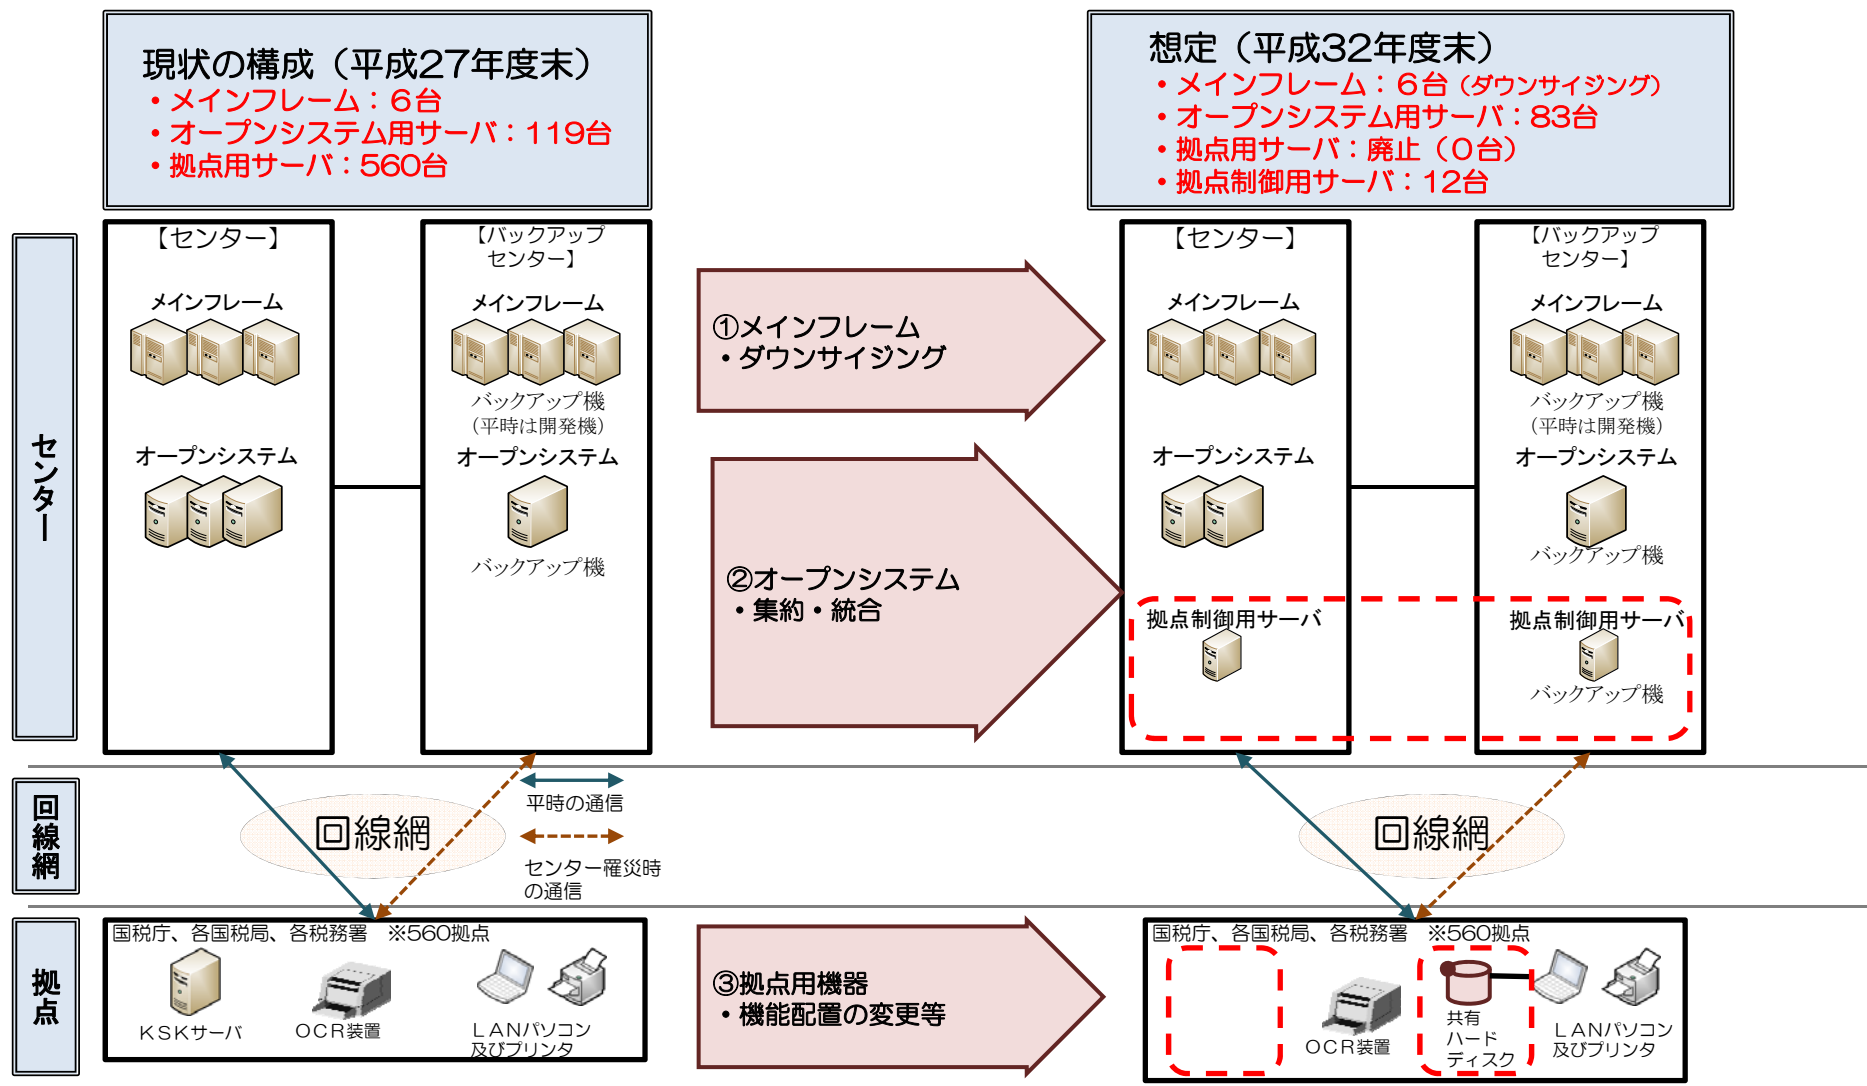 現状の構成（平成27年度末）
・メインフレーム：６台
・オープンシステム用サーバ：119台
・拠点用サーバ：560台
想定（平成32年度末）
・メインフレーム：６台（ダウンサイジング）
・オープンシステム用サーバ：83台
・拠点用サーバ：廃止（０台）
・拠点制御用サーバ：12台
センター
【センター】
メインフレーム
オープンシステム
【バックアップ
センター】
メインフレーム
バックアップ機
（平時は開発機）
オープンシステム
バックアップ機
①メインフレーム
・ダウンサイジング
②オープンシステム
・集約・統合
【センター】
メインフレーム
オープンシステム
拠点制御用サーバ
【バックアップ
センター】
メインフレーム
バックアップ機
（平時は開発機）
オープンシステム
バックアップ機
拠点制御用サーバ
バックアップ機
回線網
回線網
平時の通信
センター罹災時
の通信
回線網
拠点
国税庁、各国税局、各税務署　※560拠点
ＫＳＫサーバ
ＯＣＲ装置
ＬＡＮパソコン
及びプリンタ
③拠点用機器
・機能配置の変更等
国税庁、各国税局、各税務署　※560拠点
ＯＣＲ装置
共有
ハード
ディスク
ＬＡＮパソコン
及びプリンタ